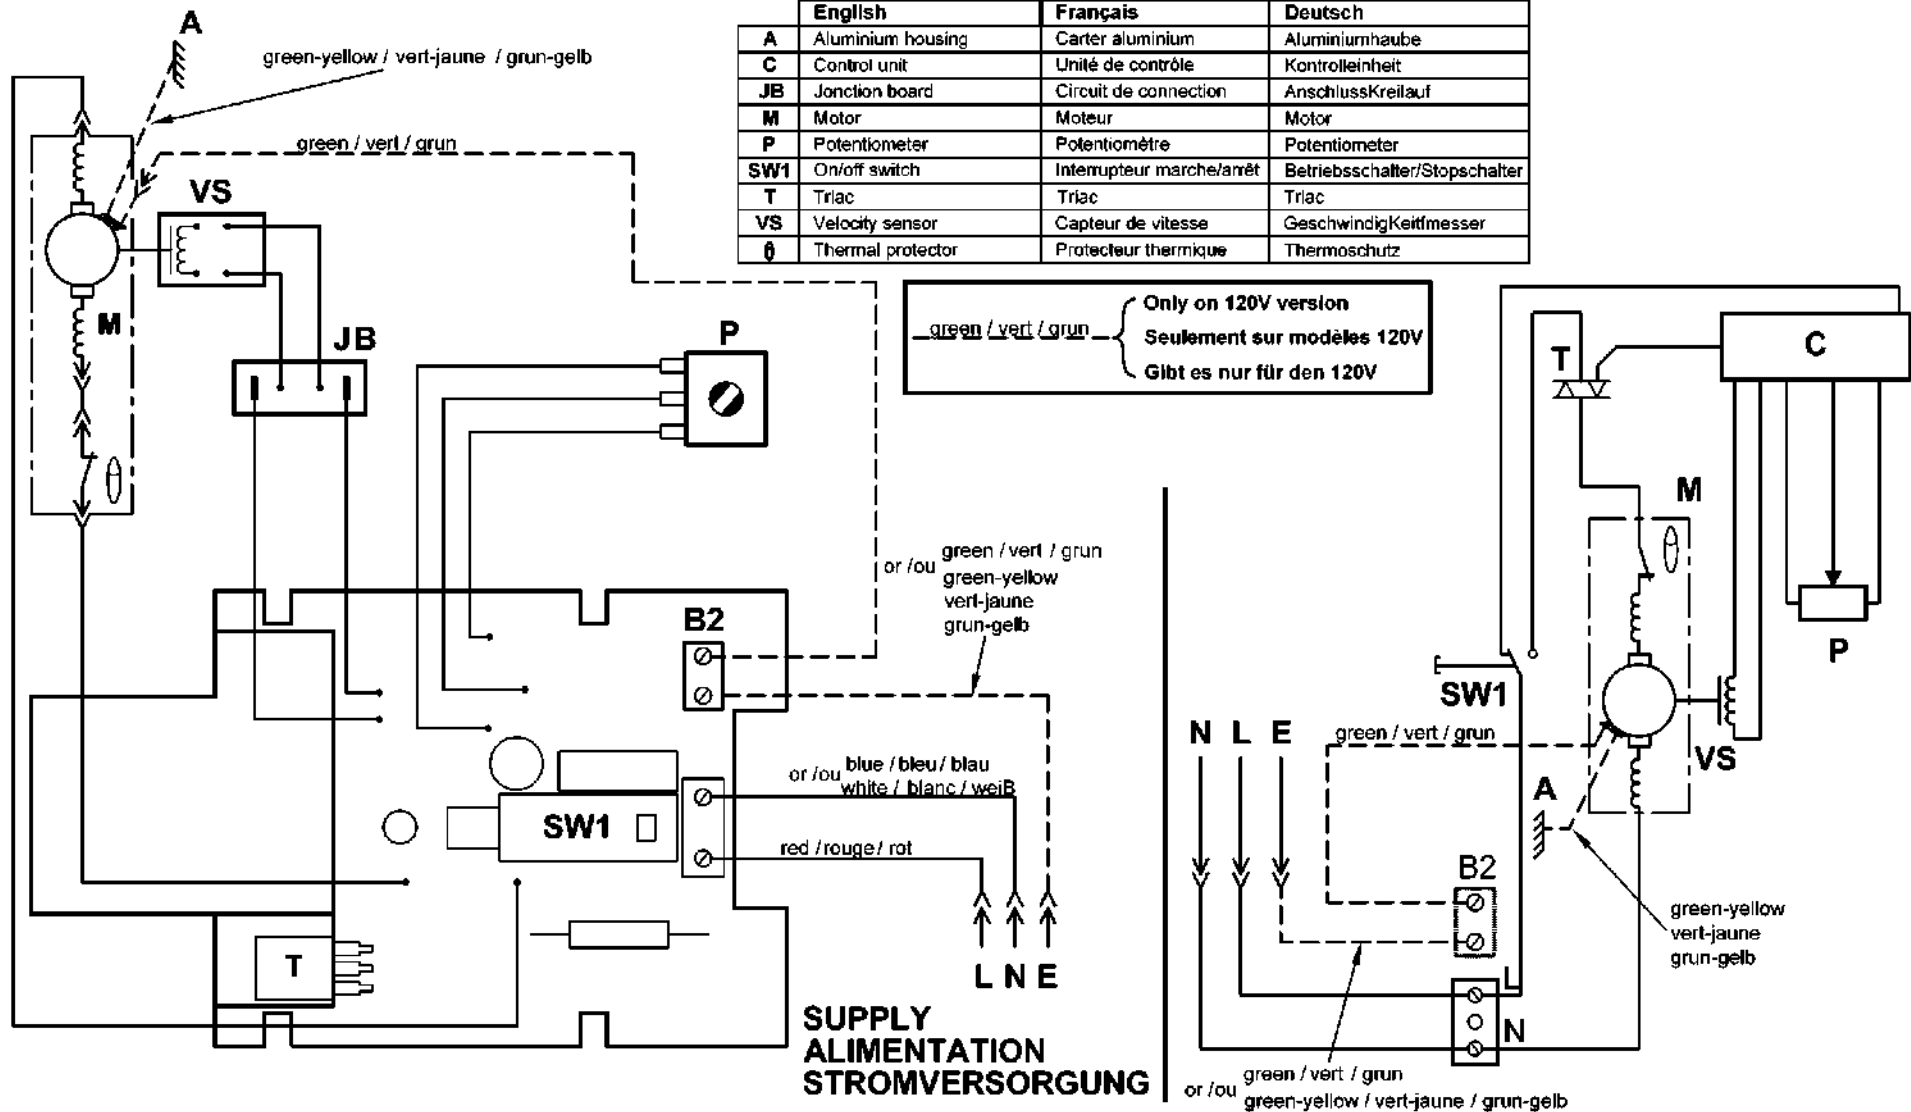 English Français Deutsch
A Aluminium housing Carter aluminium Aluminiumhaube
C Control unit Unité de contrôle Kontrolleinheit
JB Jonction board Circuit de connection AnschlussKreilauf
M Motor Moteur Motor
P Potentiometer Potentiomètre Potentiometer
SW1 On/off switch Interrupteur marche/arrêt Betriebsschalter/Stopschalter
T Triac Triac Triac
VS Velocity sensor Capteur de vitesse GeschwindigKeitfmesser
θ Thermal protector Protecteur thermique Thermoschutz
green / vert / grun
Only on 120V version
Seulement sur modèles 120V
Gibt es nur für den 120V
A
green-yellow / vert-jaune / grun-gelb
green / vert / grun
VS
M
JB
P
or /ou green / vert / grun
green-yellow
vert-jaune
grun-gelb
B2
or /ou blue / bleu / blau
white / blanc / weiB
SW1
red / rouge / rot
T
L N E
SUPPLY
ALIMENTATION
STROMVERSORGUNG
C
T
M
P
SW1
N L E
green / vert / grun
VS
A
B2
green-yellow
vert-jaune
grun-gelb
L
N
or /ou green / vert / grun
green-yellow / vert-jaune / grun-gelb